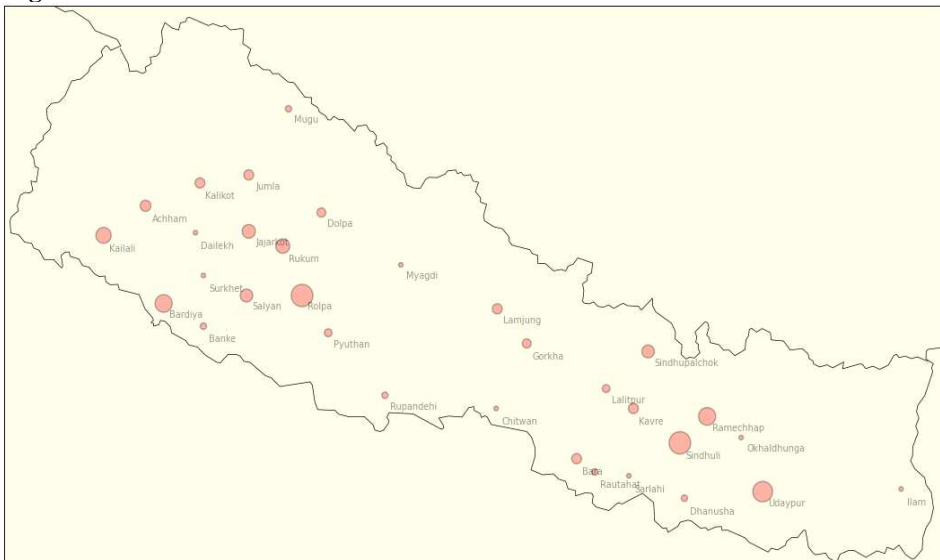 Mugu
Jumla
Kalikot
Achham
Dolpa
Jajarkot
Dailekh
Kailali
Rukum
Myagdi
Surkhet
Salyan
Rolpa
Bardiya
Lamjung
Banke
Pyuthan
Gorkha
Sindhupalchok
Lalitpur
Rupandehi
Chitwan
Kavre
Ramechhap
Okhaldhunga
Sindhuli
Bara
Rautahat
Sarlahi
Udaypur
Ilam
Dhanusha